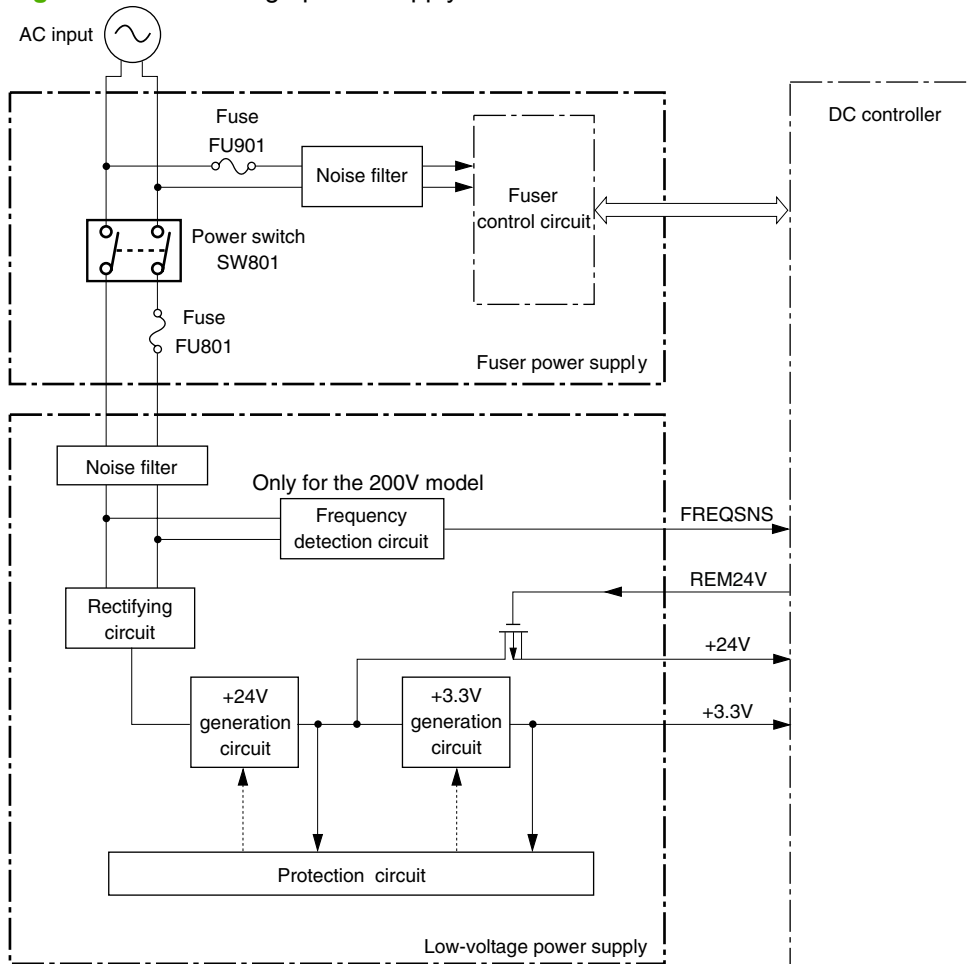 AC input
DC controller
Fuse
FU901
Noise filter
Fuser
control circuit
Power switch
SW801
Fuse
FU801
Fuser power supply
Noise filter
Only for the 200V model
Frequency
detection circuit
FREQSNS
REM24V
Rectifying
circuit
+24V
+24V
generation
circuit
+3.3V
generation
circuit
+3.3V
Protection circuit
Low-voltage power supply